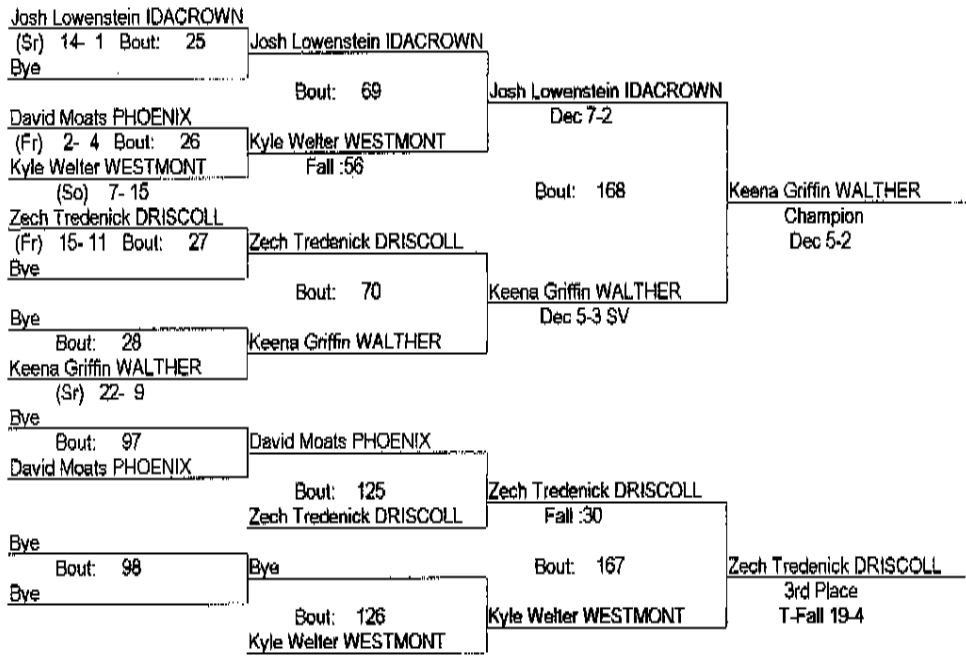 Josh Lowenstein IDACROWN
(Sr) 14- 1 Bout: 25
Bye
Josh Lowenstein IDACROWN
Bout: 69
David Moats PHOENIX
(Fr) 2- 4 Bout: 26
Kyle Welter WESTMONT
(So) 7- 15
Kyle Welter WESTMONT
Fall :56
Josh Lowenstein IDACROWN
Dec 7-2
Bout: 168
Zech Tredenick DRISCOLL
(Fr) 15- 11 Bout: 27
Bye
Zech Tredenick DRISCOLL
Bout: 70
Bye
Bout: 28
Keena Griffin WALTHER
(Sr) 22- 9
Keena Griffin WALTHER
Keena Griffin WALTHER
Dec 5-3 SV
Keena Griffin WALTHER
Champion
Dec 5-2
Bye
Bout: 97
David Moats PHOENIX
David Moats PHOENIX
Bout: 125
Zech Tredenick DRISCOLL
Zech Tredenick DRISCOLL
Fall :30
Bout: 167
Bye
Bout: 98
Bye
Bye
Bout: 126
Kyle Welter WESTMONT
Kyle Welter WESTMONT
Zech Tredenick DRISCOLL
3rd Place
T-Fall 19-4